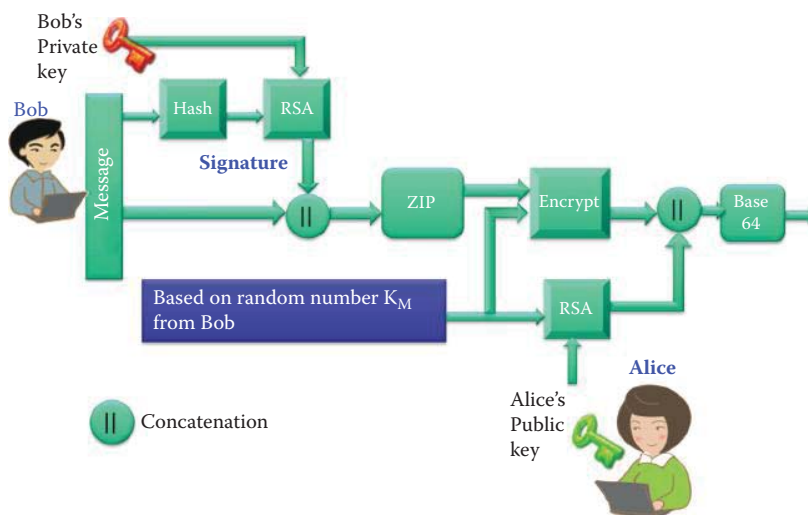 Bob's
Private
key
Bob
Message
Hash
RSA
Signature
||
ZIP
Encrypt
||
Base
64
Based on random number K_M
from Bob
RSA
Alice
Alice's
Public
key
|| Concatenation